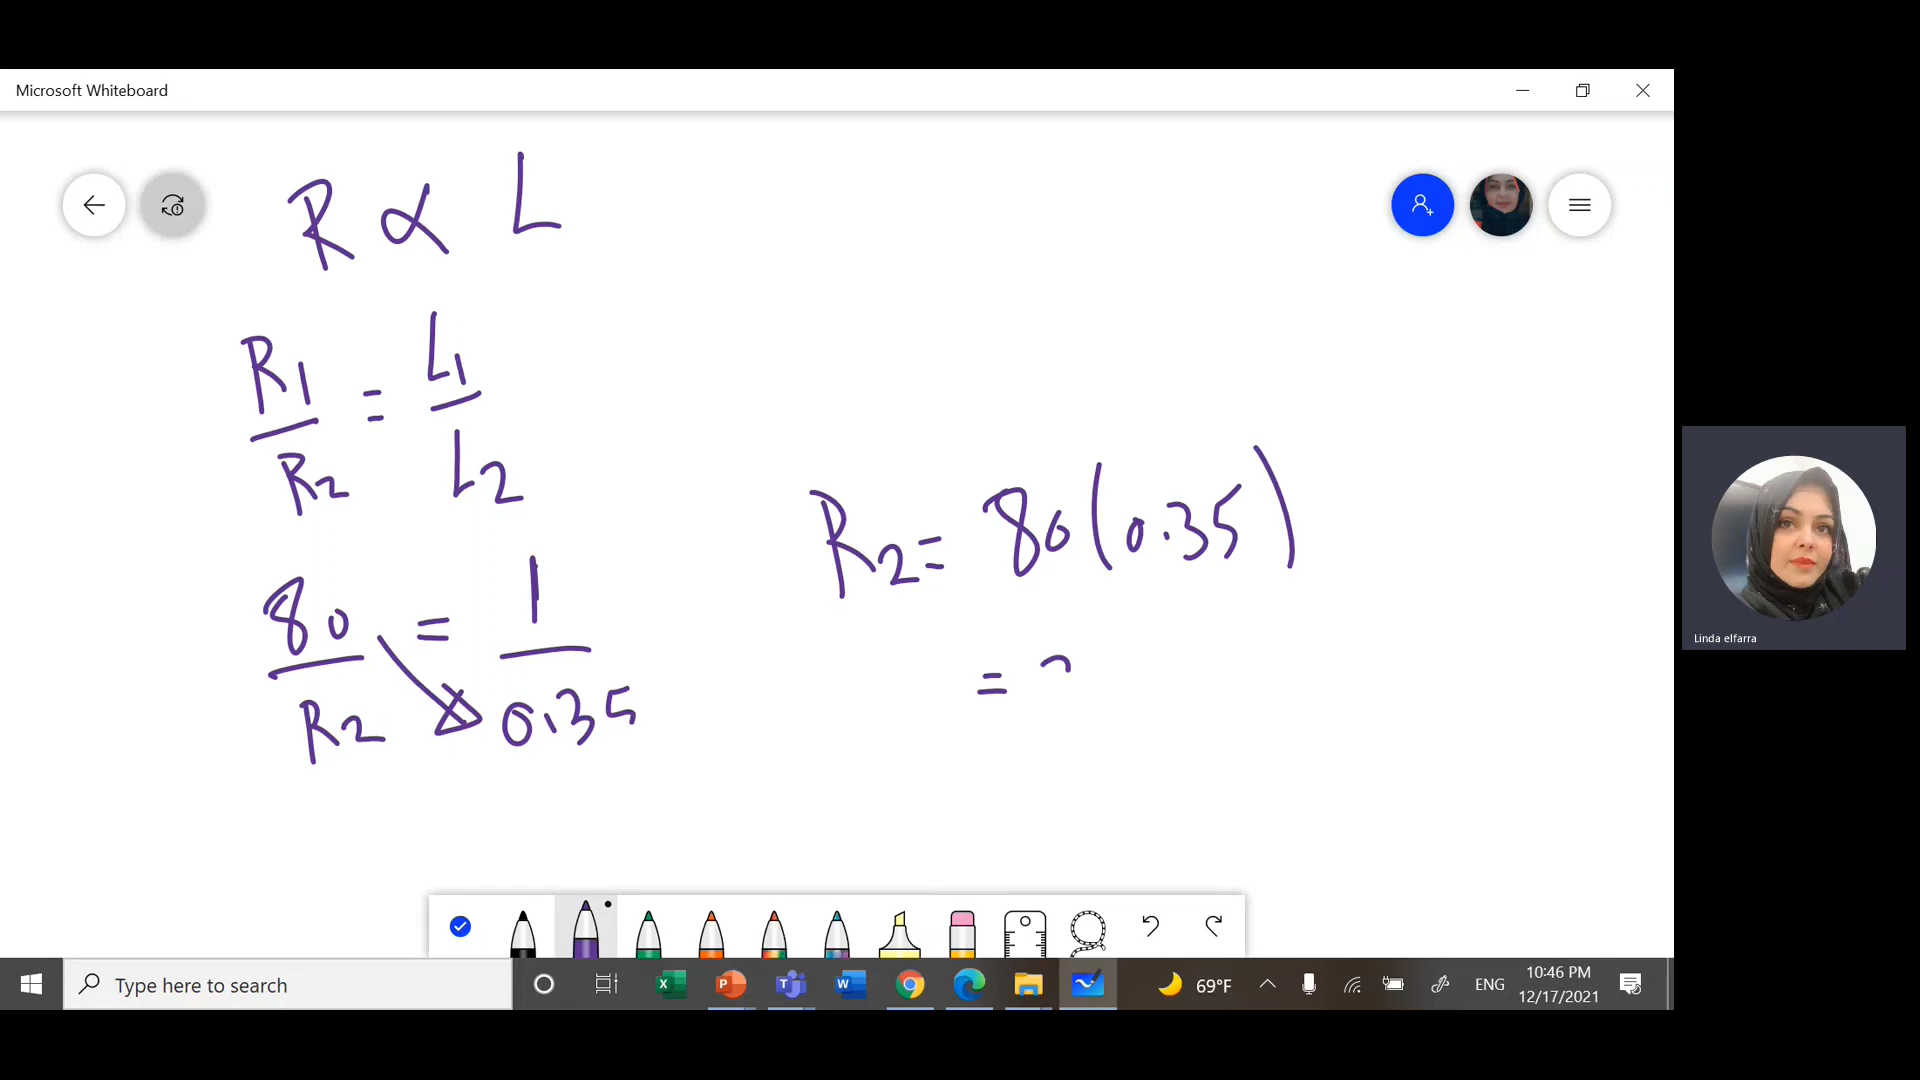 Microsoft Whiteboard
R ∝ L
R1/R2 = L1/L2
80/R2 = 1/0.35
R2 = 80(0.35)
=
Linda elfarra
Type here to search
69°F
ENG
10:46 PM
12/17/2021